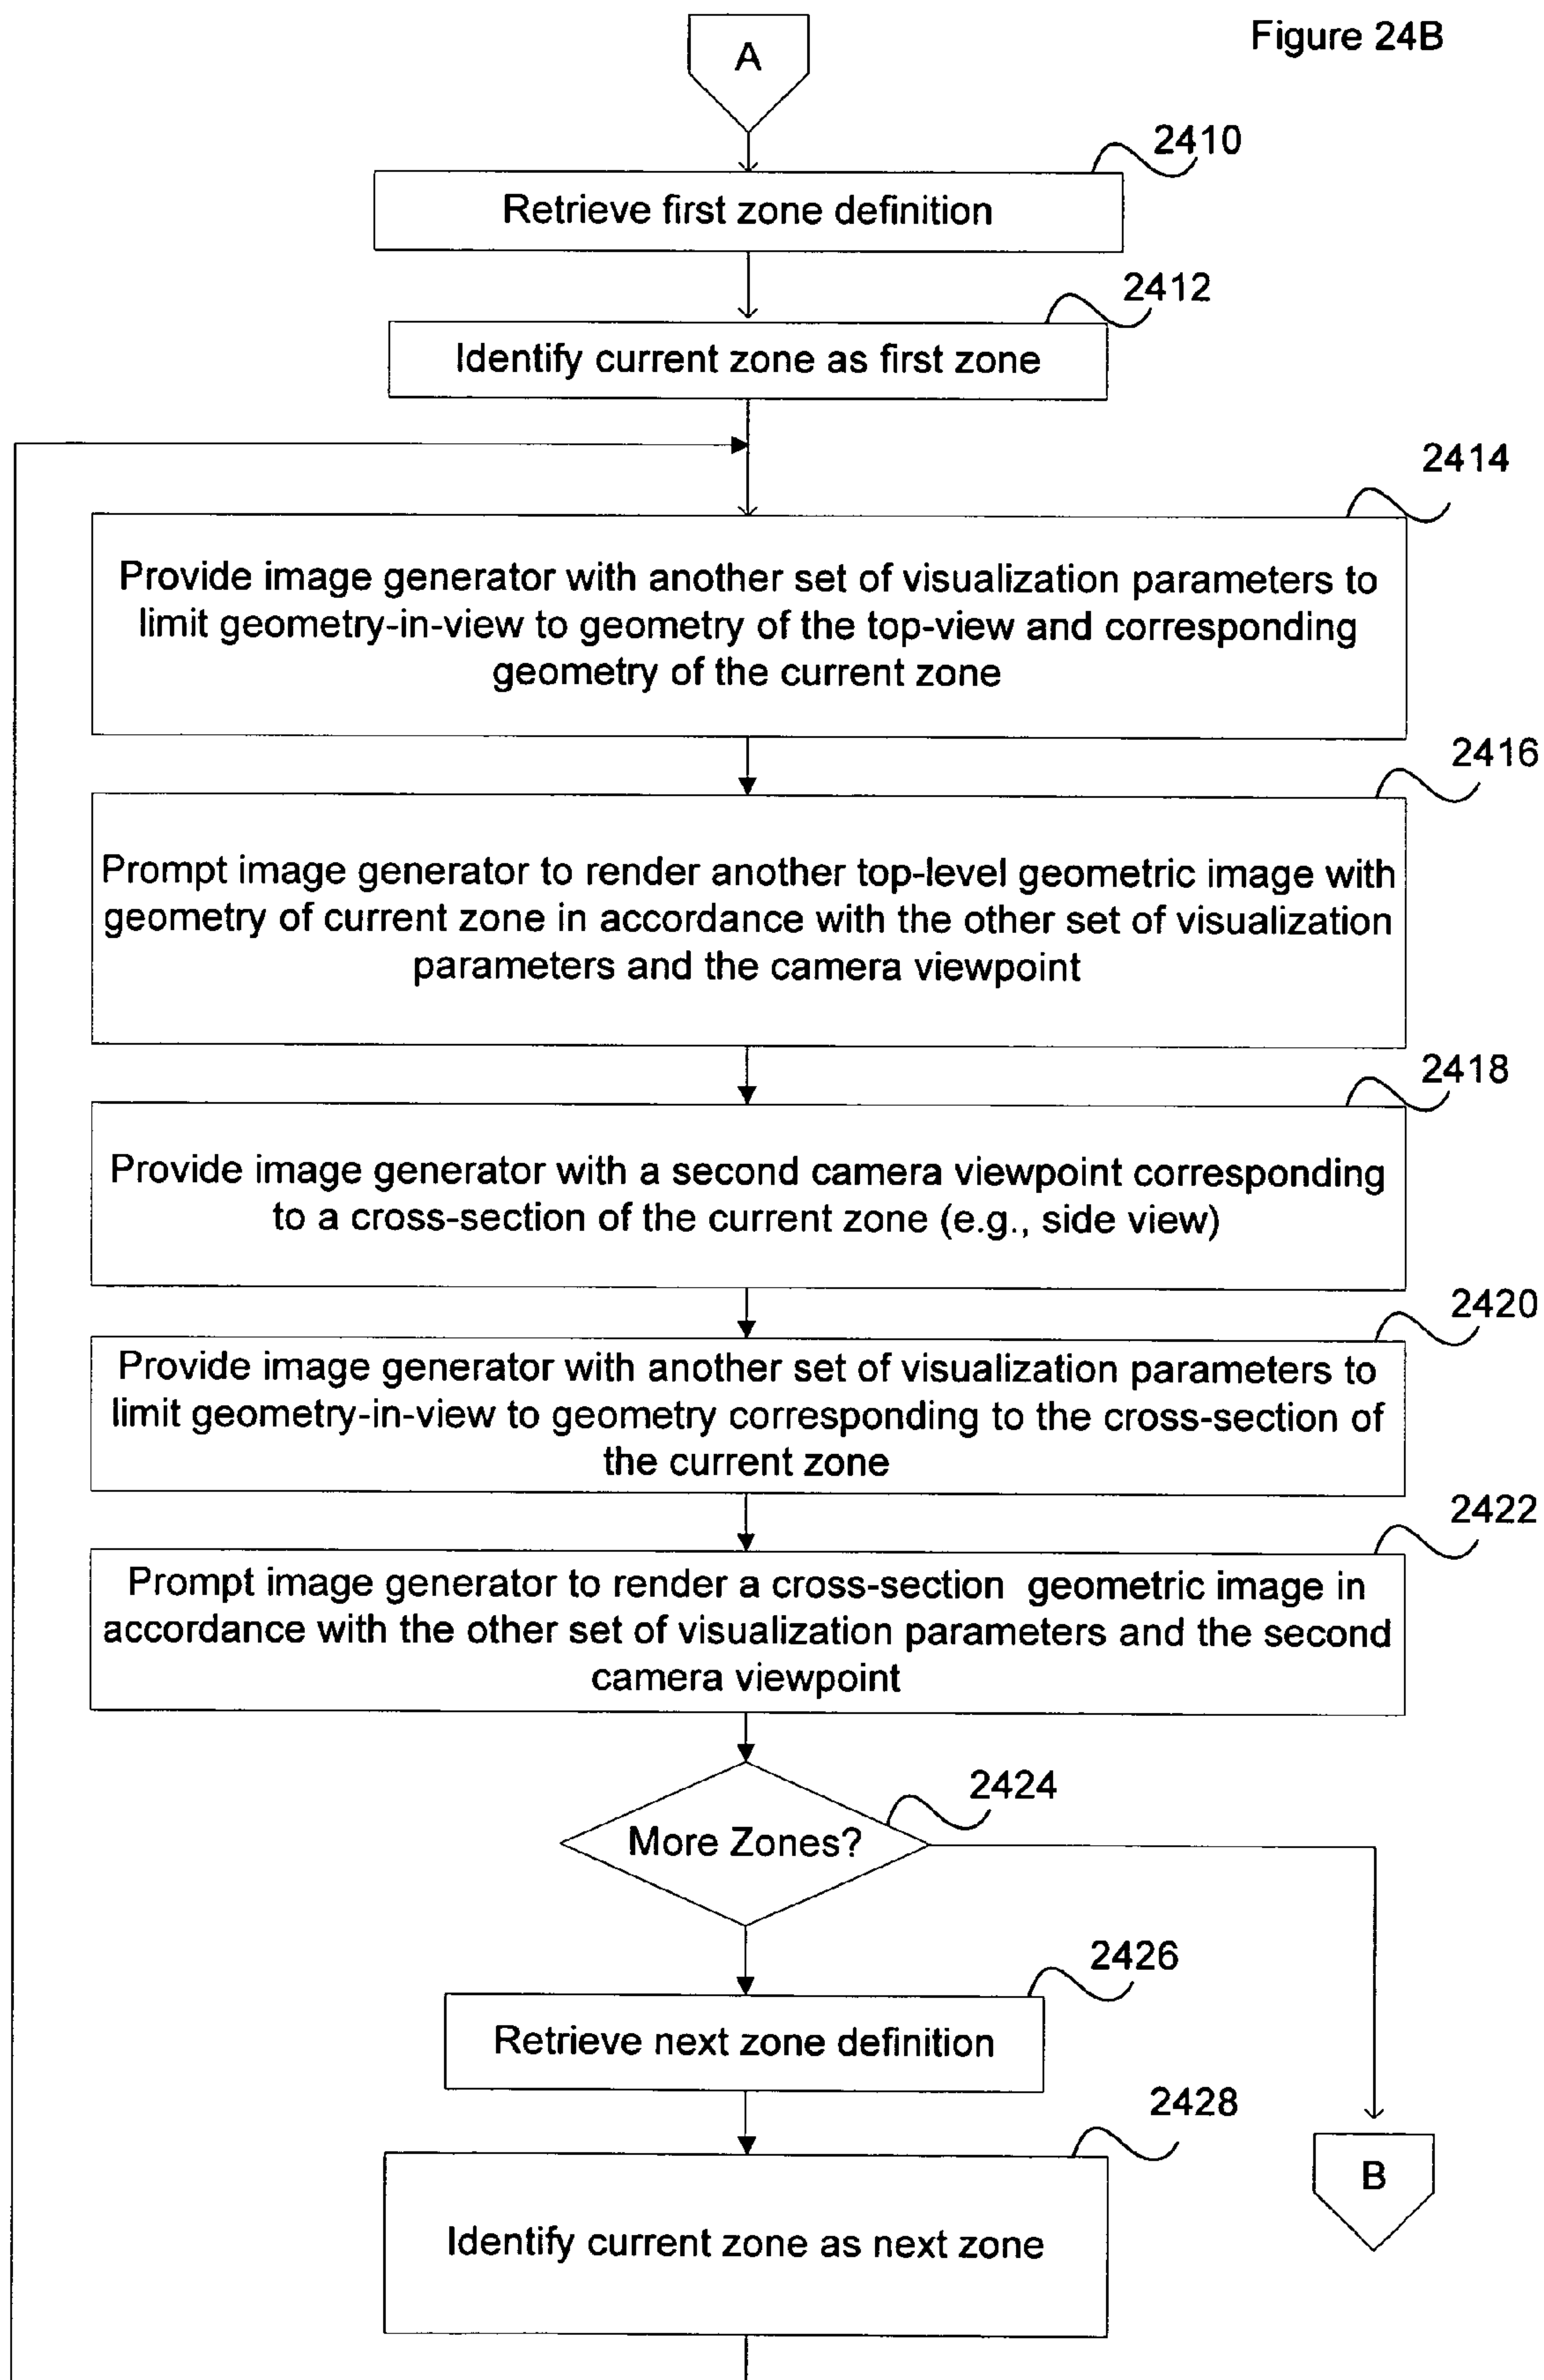 Figure 24B
A
2410
Retrieve first zone definition
2412
Identify current zone as first zone
2414
Provide image generator with another set of visualization parameters to
limit geometry-in-view to geometry of the top-view and corresponding
geometry of the current zone
2416
Prompt image generator to render another top-level geometric image with
geometry of current zone in accordance with the other set of visualization
parameters and the camera viewpoint
2418
Provide image generator with a second camera viewpoint corresponding
to a cross-section of the current zone (e.g., side view)
2420
Provide image generator with another set of visualization parameters to
limit geometry-in-view to geometry corresponding to the cross-section of
the current zone
2422
Prompt image generator to render a cross-section geometric image in
accordance with the other set of visualization parameters and the second
camera viewpoint
2424
More Zones?
2426
Retrieve next zone definition
2428
Identify current zone as next zone
B